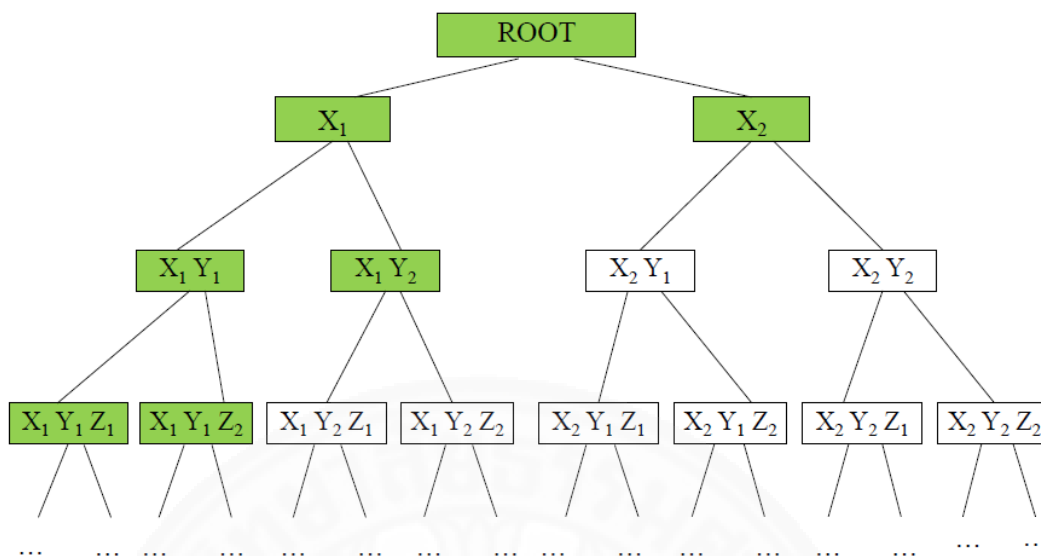 ROOT
X₁ X₂
X₁ Y₁ X₁ Y₂ X₂ Y₁ X₂ Y₂
X₁ Y₁ Z₁ X₁ Y₁ Z₂ X₁ Y₂ Z₁ X₁ Y₂ Z₂ X₂ Y₁ Z₁ X₂ Y₁ Z₂ X₂ Y₂ Z₁ X₂ Y₂ Z₂
... ... ... ... ... ... ... ... ... ... ... ... ... ... ... ..